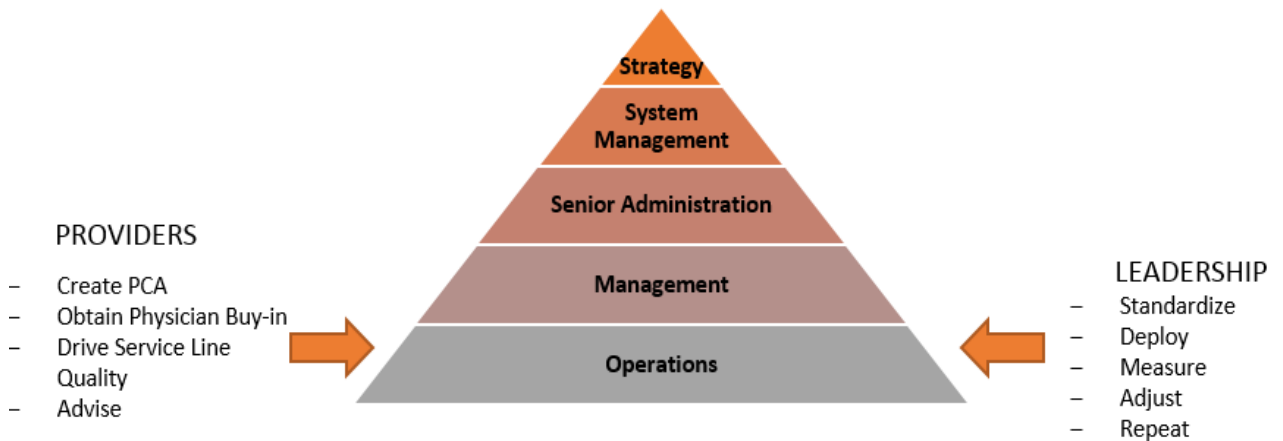 Strategy
System
Management
Senior Administration
Management
Operations
PROVIDERS
– Create PCA
– Obtain Physician Buy-in
– Drive Service Line
Quality
– Advise
LEADERSHIP
– Standardize
– Deploy
– Measure
– Adjust
– Repeat